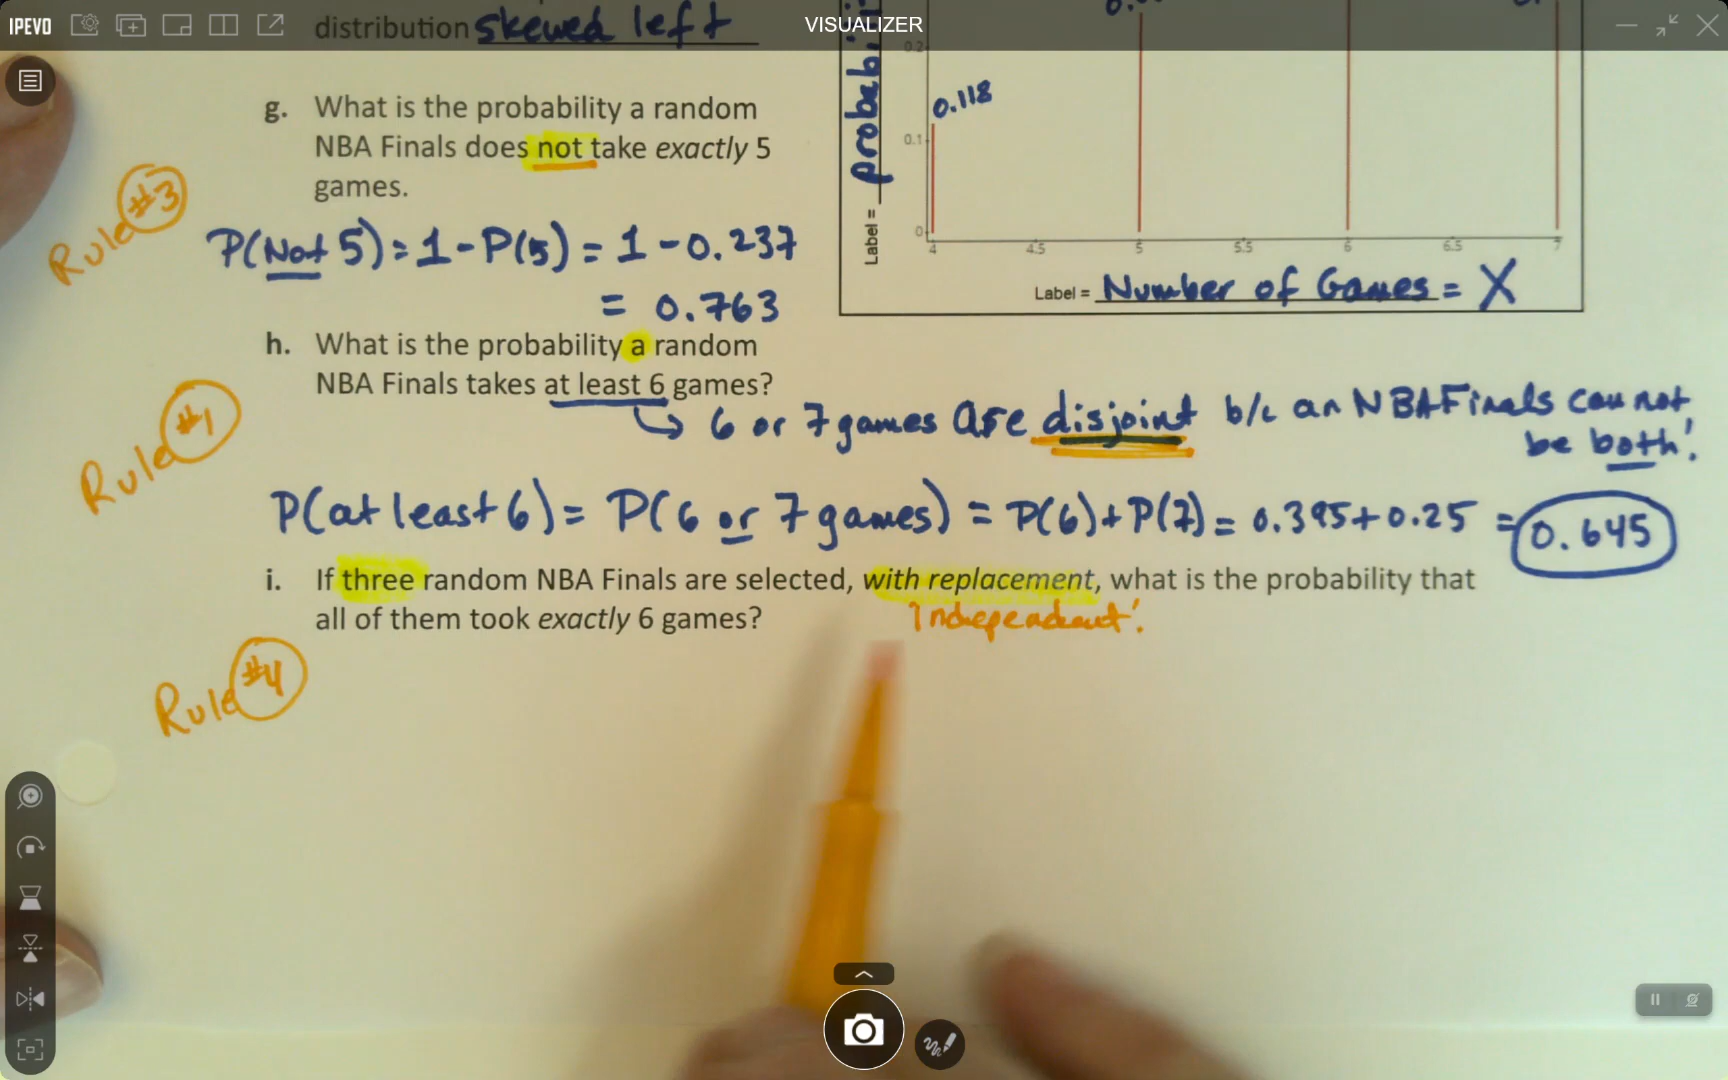 IPEVO
VISUALIZER
distribution skewed left
g. What is the probability a random
NBA Finals does not take exactly 5
games.
Rule #3
P(Not 5) = 1 - P(5) = 1 - 0.237
= 0.763
0.2
0.118
0.1
0
4 4.5 5 5.5 6 6.5 7
Label =
Label = Number of Games = X
h. What is the probability a random
NBA Finals takes at least 6 games?
Rule #1
6 or 7 games are disjoint b/c an NBA Finals can not
be both!
P(at least 6) = P(6 or 7 games) = P(6) + P(7) = 0.395 + 0.25 = 0.645
i. If three random NBA Finals are selected, with replacement, what is the probability that
all of them took exactly 6 games?
Independent!
Rule #4